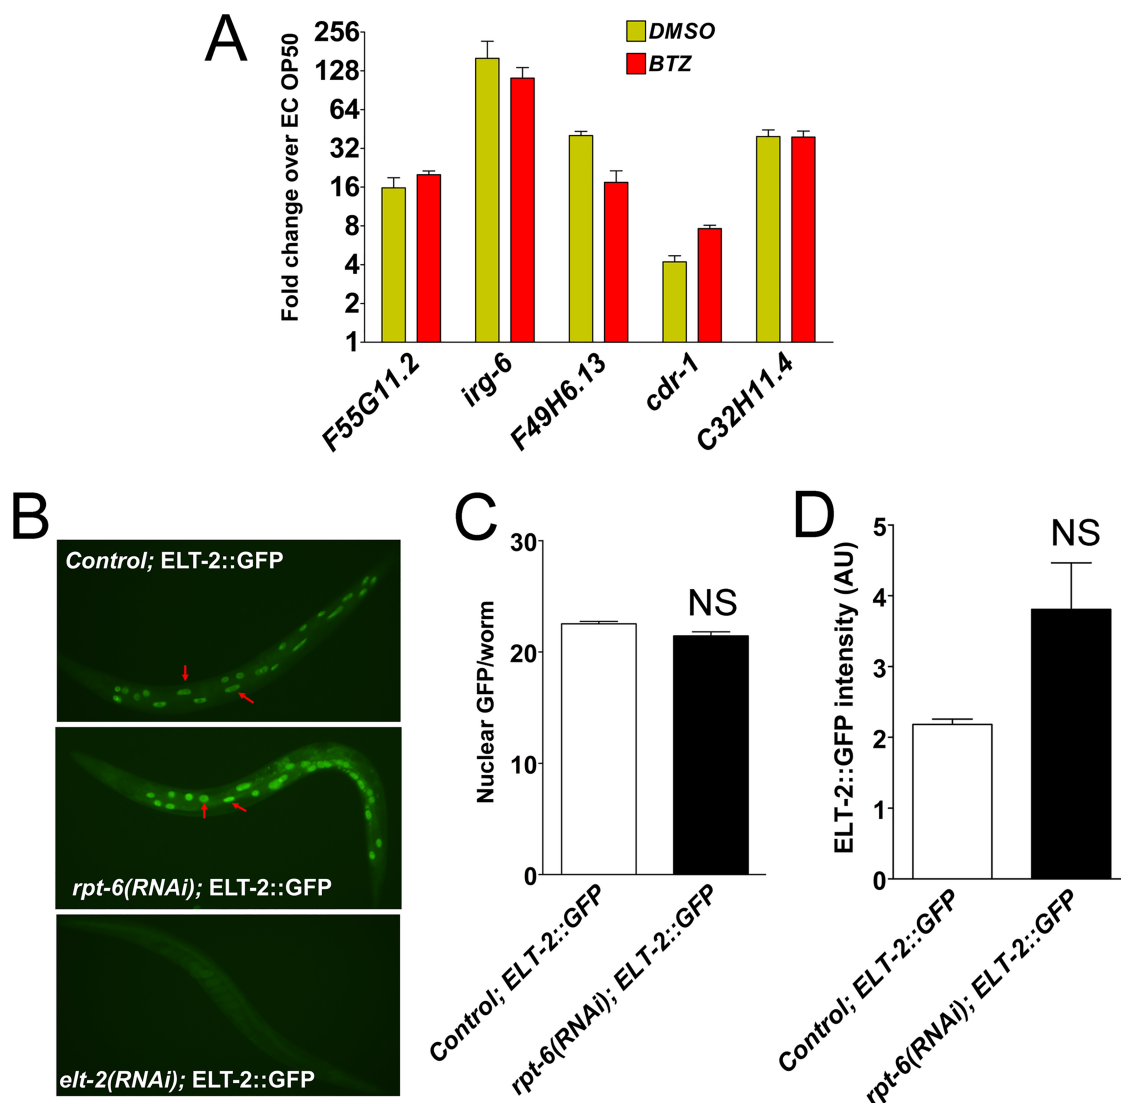 A
Fold change over EC OP50
256
128
64
32
16
8
4
2
1
DMSO
BTZ
F55G11.2
irg-6
F49H6.13
cdr-1
C32H11.4
B
Control; ELT-2::GFP
rpt-6(RNAi); ELT-2::GFP
elt-2(RNAi); ELT-2::GFP
C
Nuclear GFP/worm
30
20
10
0
NS
Control; ELT-2::GFP
rpt-6(RNAi); ELT-2::GFP
D
ELT-2::GFP intensity (AU)
5
4
3
2
1
0
NS
Control; ELT-2::GFP
rpt-6(RNAi); ELT-2::GFP